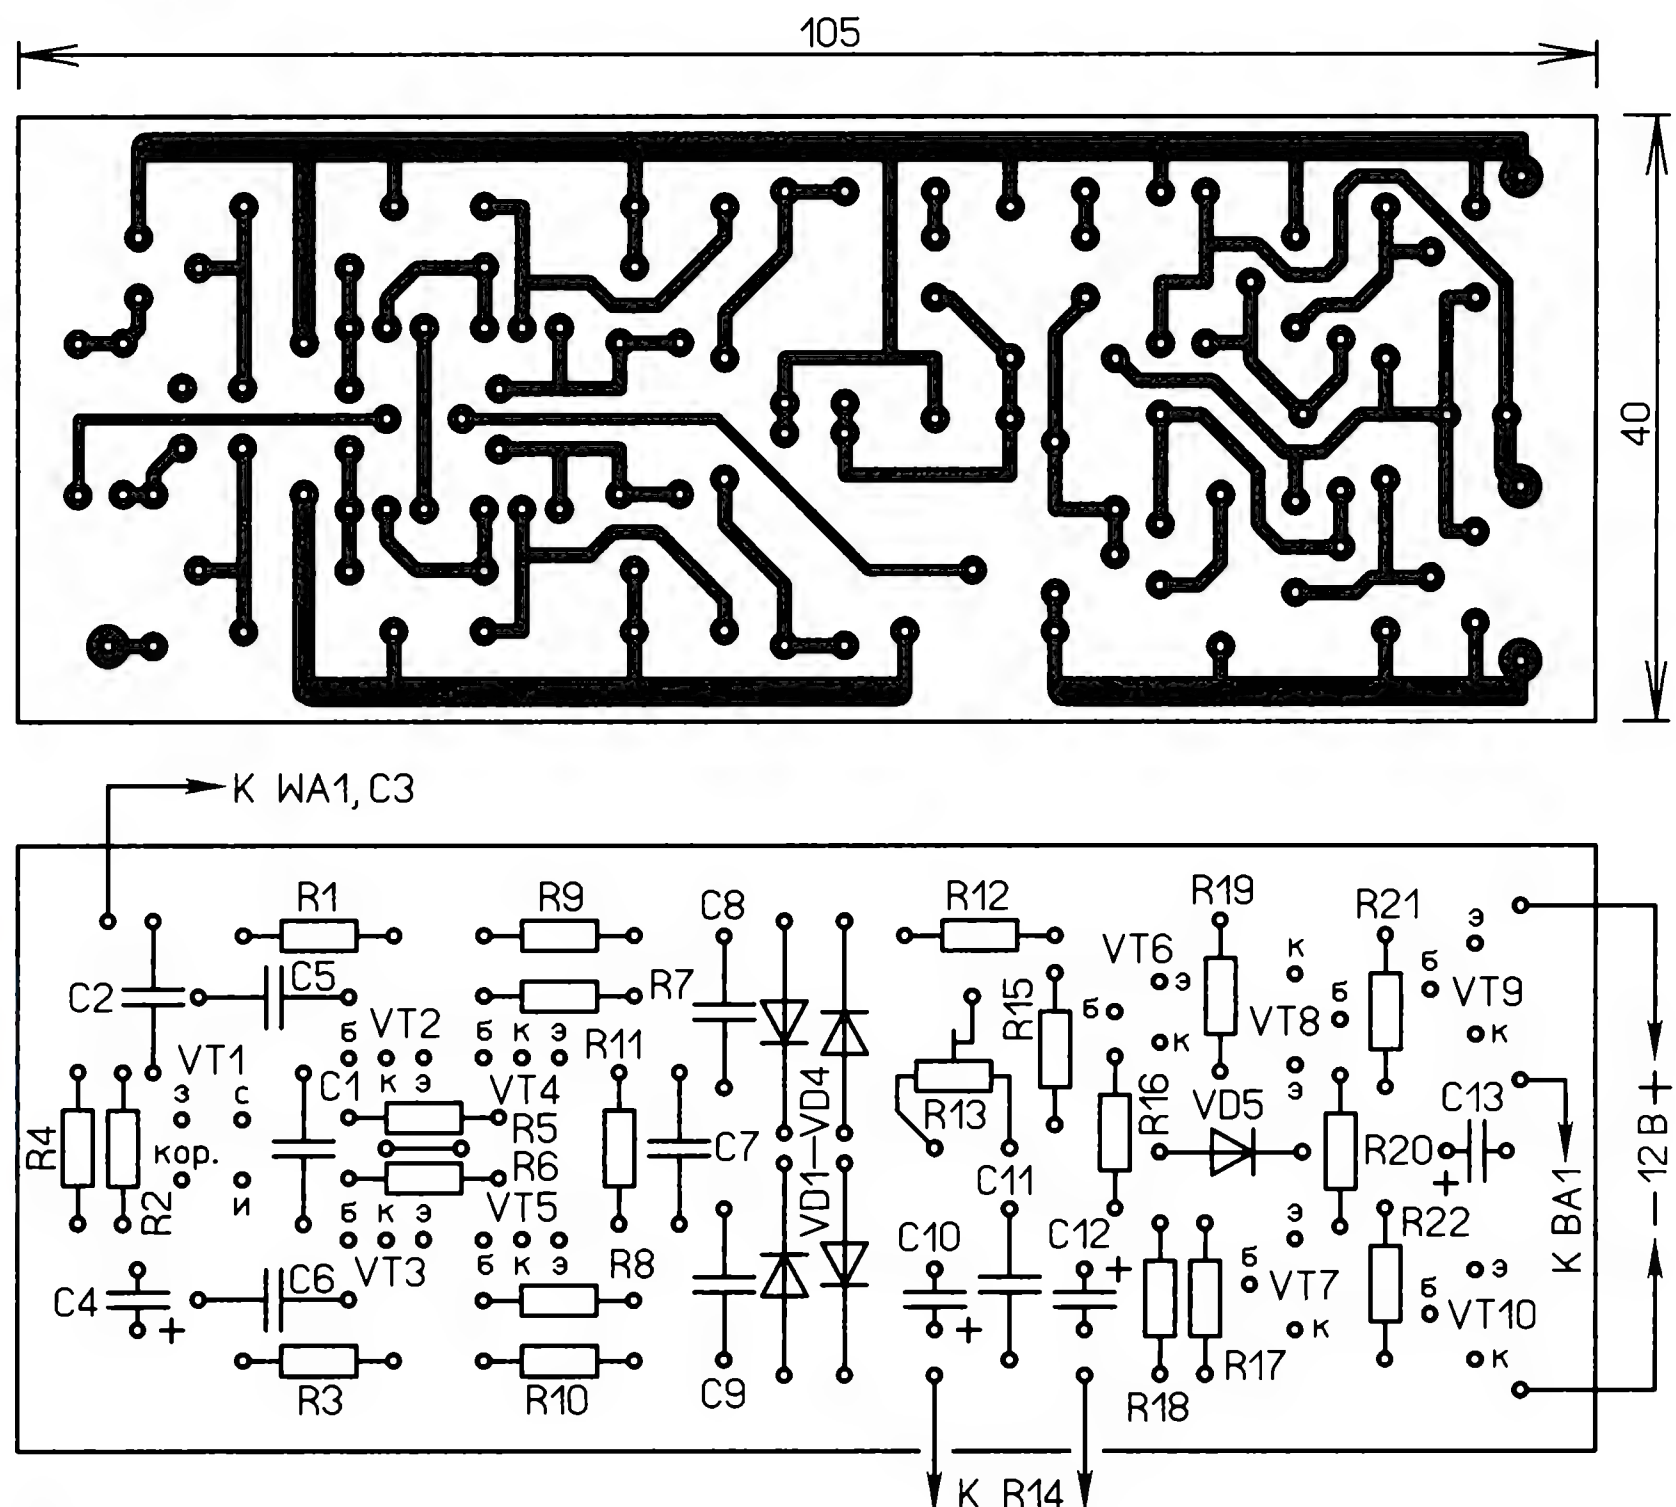 105
40
К WA1, C3
R1
R9
C8
R12
R19
R21
э
C5
VT6
к
б
C2
R7
э
VT9
R15
б
VT8
б
к
б
VT2
б
к
э
R11
к
VT1
к
э
VT4
э
з
с
C1
R5
R13
R16
VD5
C13
R4
кор.
R6
C7
VD1—VD4
R20
+
R2
и
б
к
э
VT5
C11
К BA1
— 12 В +
R22
э
VT3
б
к
э
R8
C10
C12
+
б
VT7
э
б
VT10
C4
+
C6
+
к
к
R3
R10
C9
R18
R17
К R14